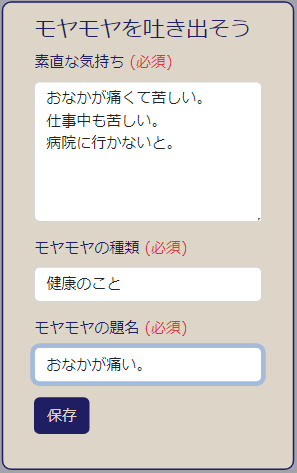 モヤモヤを吐き出そう
素直な気持ち (必須)
おなかが痛くて苦しい。
仕事中も苦しい。
病院に行かないと。
モヤモヤの種類 (必須)
健康のこと
モヤモヤの題名 (必須)
おなかが痛い。
保存